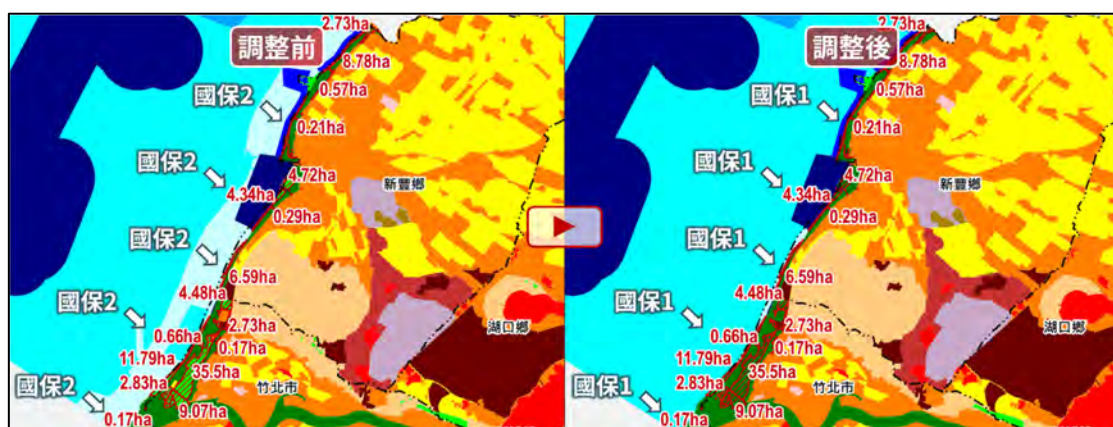 調整前
2.73ha
8.78ha
國保2
0.57ha
0.21ha
國保2
4.72ha
新豐鄉
4.34ha
0.29ha
國保2
6.59ha
4.48ha
國保2
0.66ha
2.73ha
湖口鄉
11.79ha
0.17ha
國保2
2.83ha
35.5ha
竹北市
0.17ha
9.07ha
調整後
2.73ha
8.78ha
國保1
0.57ha
0.21ha
國保1
4.72ha
新豐鄉
4.34ha
0.29ha
國保1
6.59ha
4.48ha
國保1
0.66ha
2.73ha
湖口鄉
11.79ha
0.17ha
國保1
2.83ha
35.5ha
竹北市
0.17ha
9.07ha